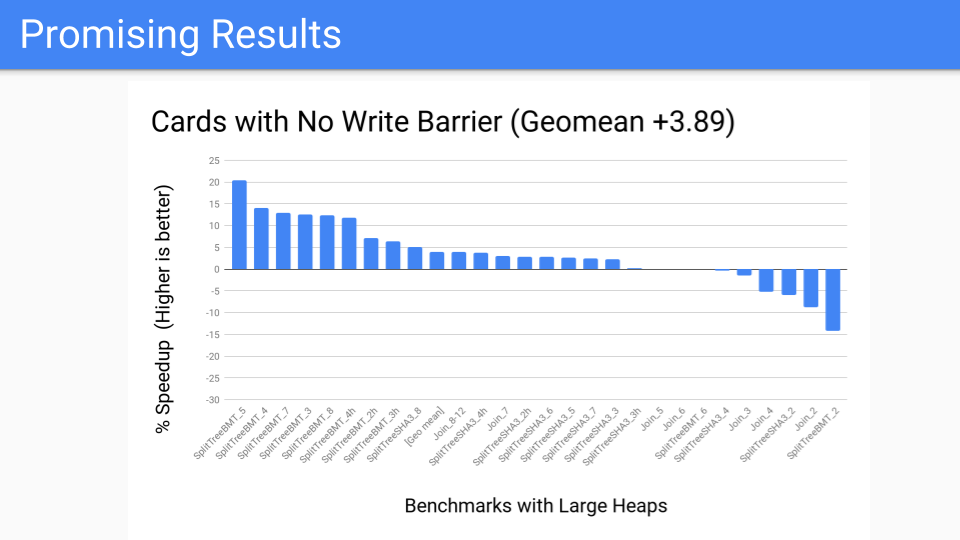 Promising Results
Cards with No Write Barrier (Geomean +3.89)
% Speedup (Higher is better)
25
20
15
10
5
0
-5
-10
-15
-20
-25
-30
SplitTreeBMT_5
SplitTreeBMT_4
SplitTreeBMT_7
SplitTreeBMT_3
SplitTreeBMT_8
SplitTreeBMT_4h
SplitTreeBMT_2h
SplitTreeBMT_3h
SplitTreeSHA3_8
[Geo mean]
Join_8-12
SplitTreeSHA3_4h
Join_7
SplitTreeSHA3_2h
SplitTreeSHA3_6
SplitTreeSHA3_5
SplitTreeSHA3_7
SplitTreeSHA3_3
SplitTreeSHA3_3h
Join_5
Join_6
SplitTreeBMT_6
SplitTreeSHA3_4
Join_3
Join_4
SplitTreeSHA3_2
Join_2
SplitTreeBMT_2
Benchmarks with Large Heaps